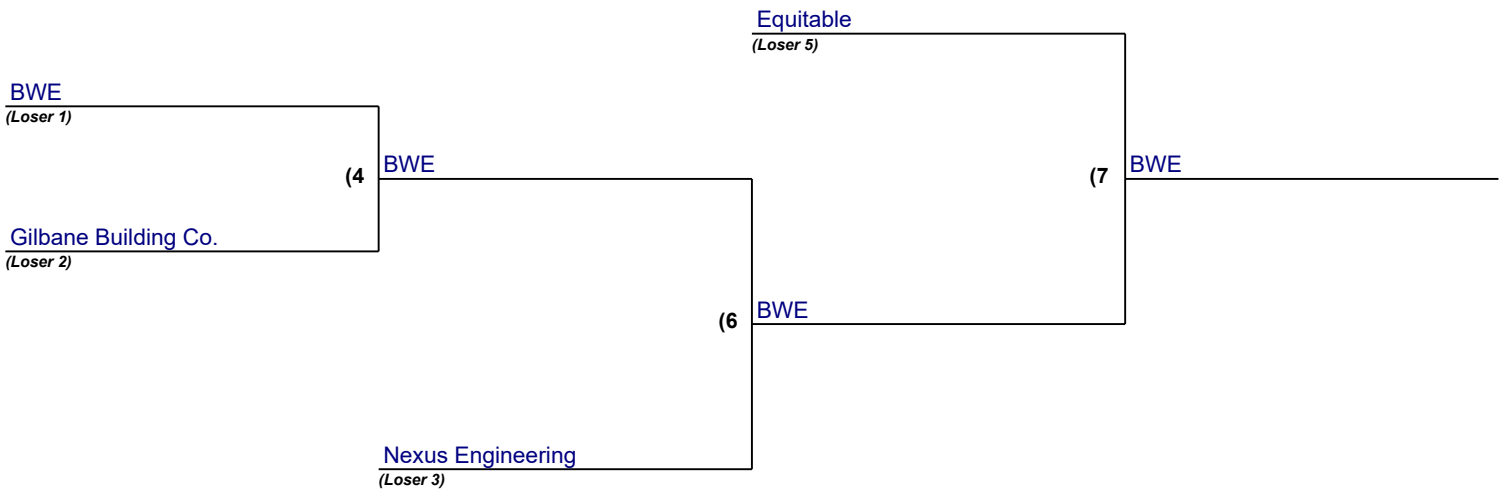 Equitable
(Loser 5)
BWE
(Loser 1)
(4
BWE
(7
BWE
Gilbane Building Co.
(Loser 2)
(6
BWE
Nexus Engineering
(Loser 3)